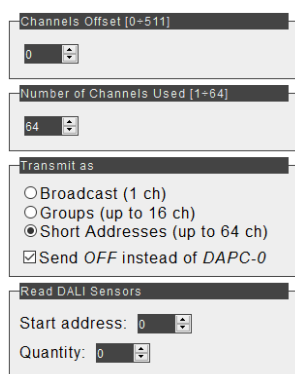 Channels Offset [0÷511]
0
Number of Channels Used [1÷64]
64
Transmit as
Broadcast (1 ch)
Groups (up to 16 ch)
Short Addresses (up to 64 ch)
Send OFF instead of DAPC-0
Read DALI Sensors
Start address: 0
Quantity: 0